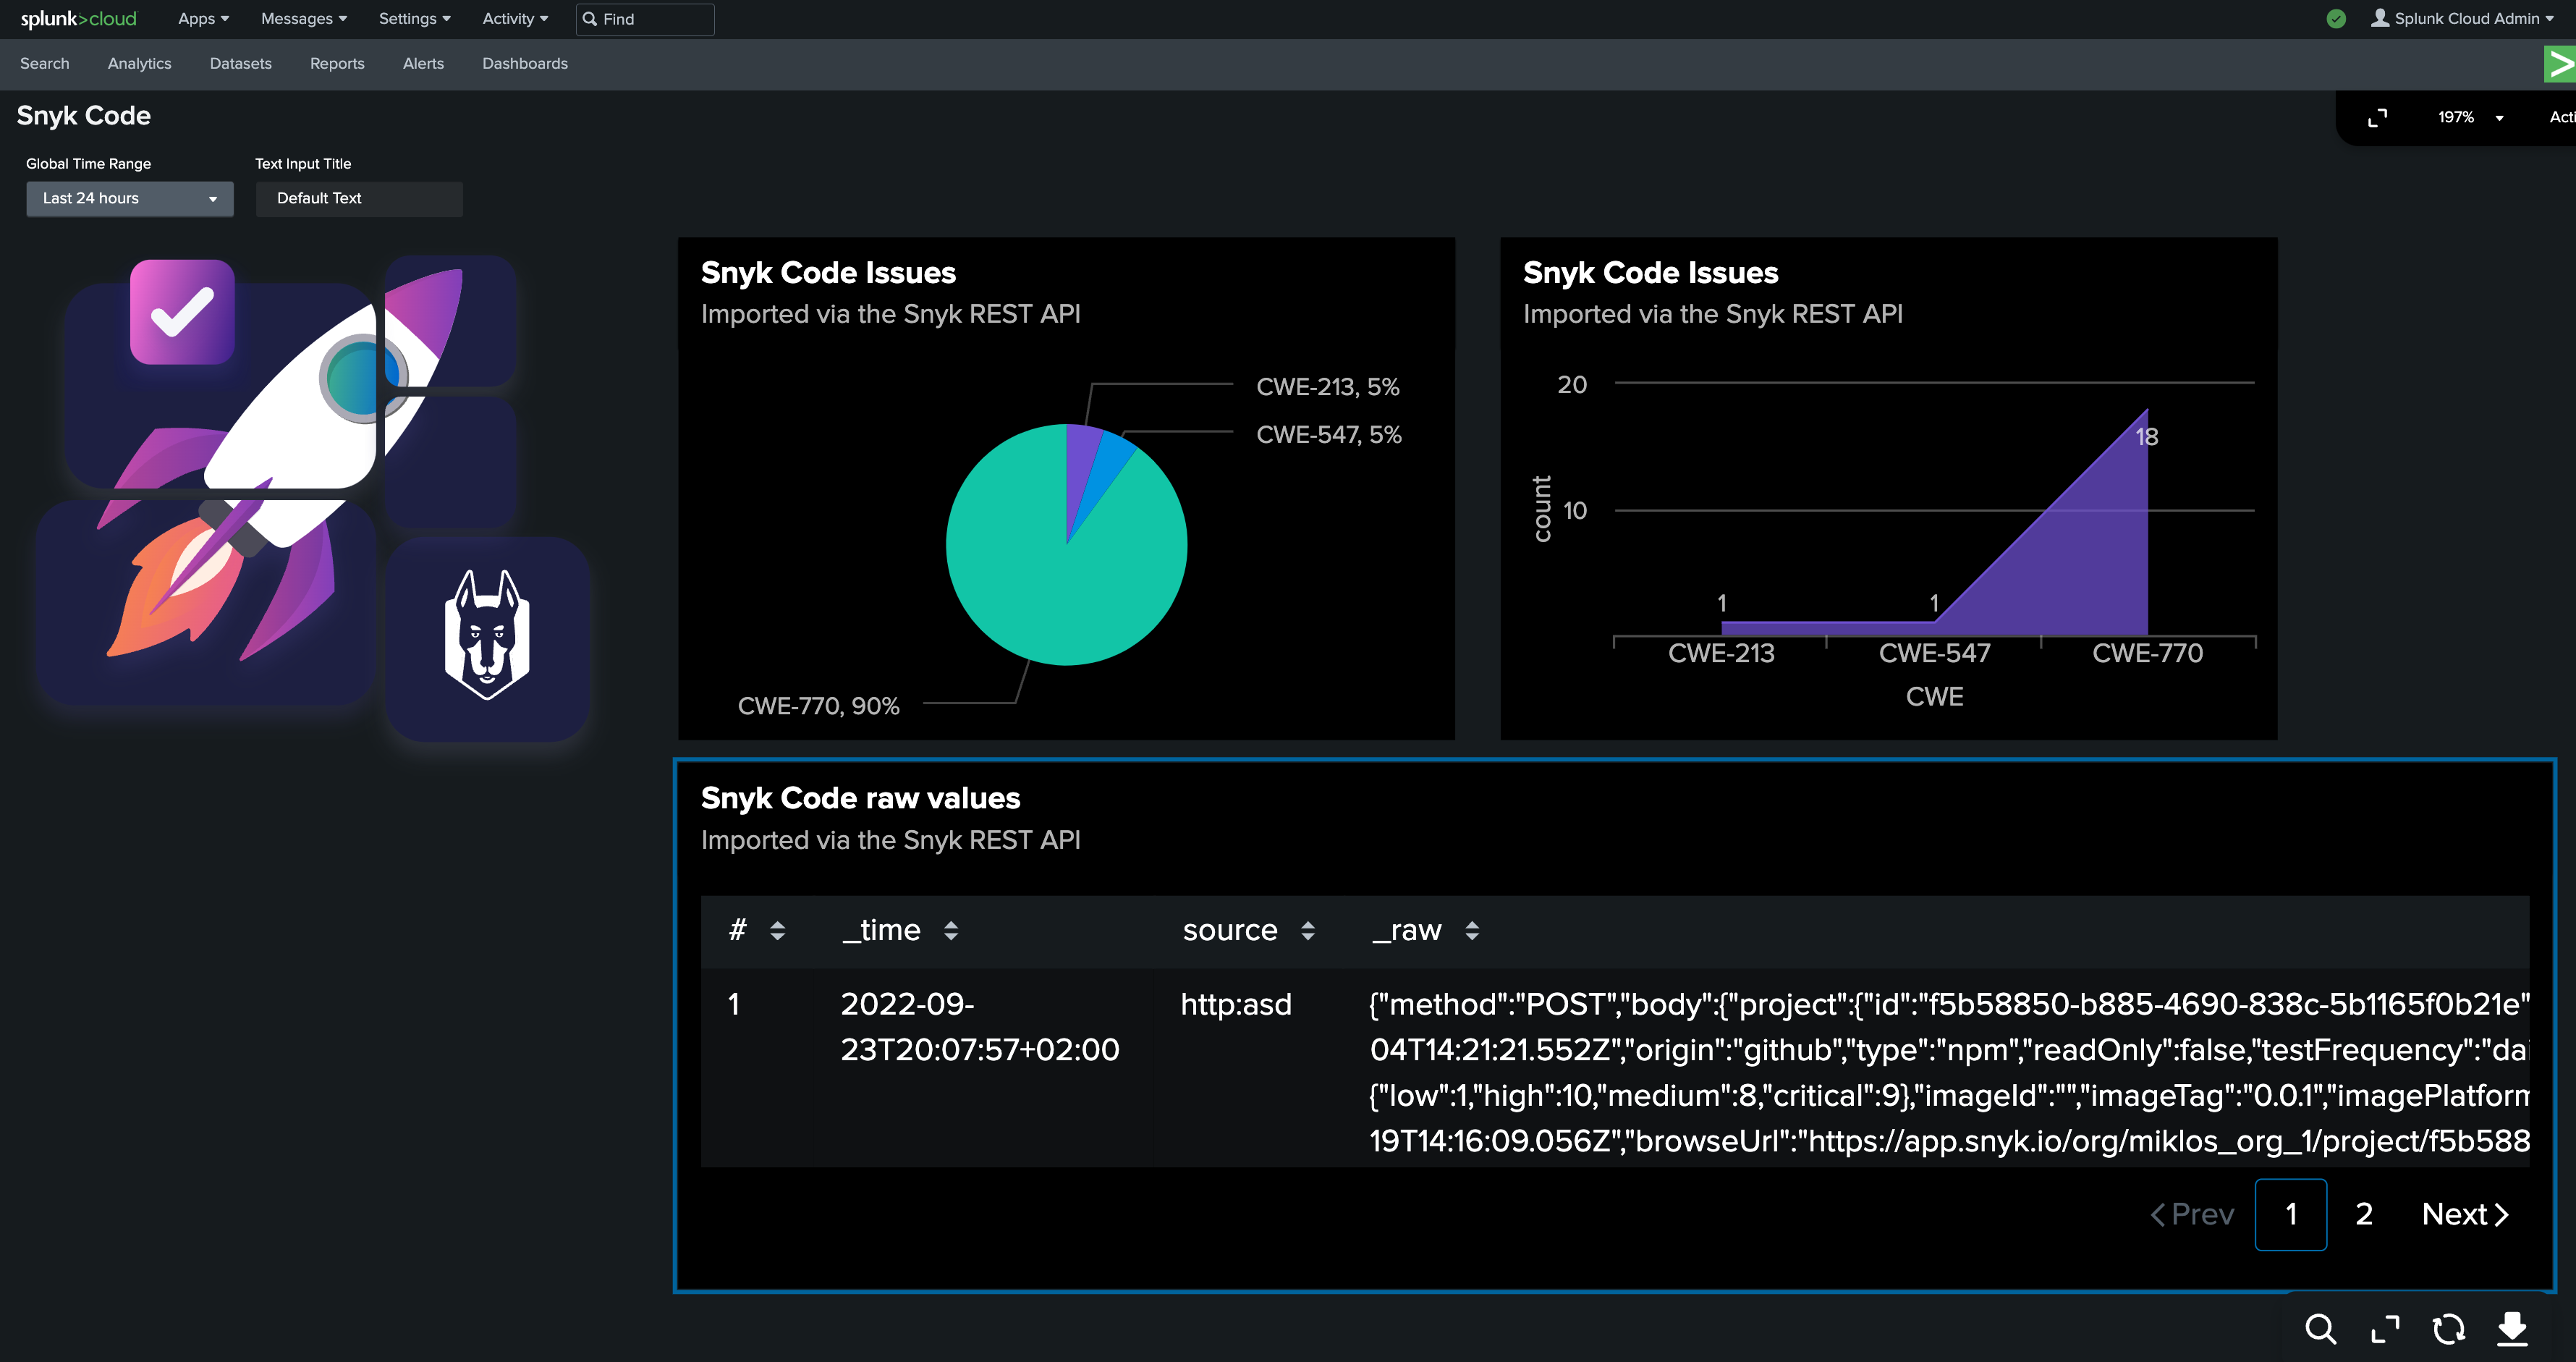 splunk>cloud Apps Messages Settings Activity Find Splunk Cloud Admin
Search Analytics Datasets Reports Alerts Dashboards
Snyk Code
197% Acti
Global Time Range Text Input Title
Last 24 hours Default Text
Snyk Code Issues
Imported via the Snyk REST API
CWE-213, 5%
CWE-547, 5%
CWE-770, 90%
Snyk Code Issues
Imported via the Snyk REST API
20
10
count
1 1 18
CWE-213 CWE-547 CWE-770
CWE
Snyk Code raw values
Imported via the Snyk REST API
# _time source _raw
1 2022-09- http:asd {"method":"POST","body":{"project":{"id":"f5b58850-b885-4690-838c-5b1165f0b21e"
23T20:07:57+02:00 04T14:21:21.552Z","origin":"github","type":"npm","readOnly":false,"testFrequency":"dai
{"low":1,"high":10,"medium":8,"critical":9},"imageId":"","imageTag":"0.0.1","imagePlatform
19T14:16:09.056Z","browseUrl":"https://app.snyk.io/org/miklos_org_1/project/f5b588
Prev 1 2 Next